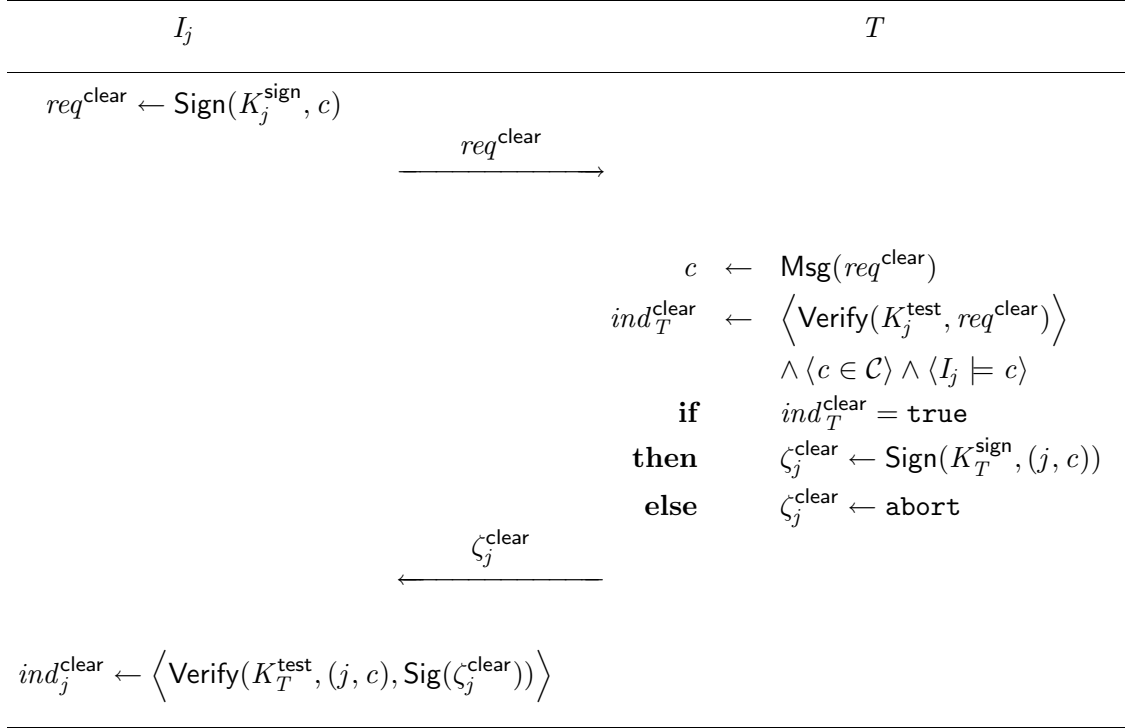 I_j T
req^clear ← Sign(K_j^sign, c)
req^clear
c ← Msg(req^clear)
ind_T^clear ← ⟨Verify(K_j^test, req^clear)⟩
∧ ⟨c ∈ 𝒞⟩ ∧ ⟨I_j ⊨ c⟩
if ind_T^clear = true
then ζ_j^clear ← Sign(K_T^sign, (j, c))
else ζ_j^clear ← abort
ζ_j^clear
ind_j^clear ← ⟨Verify(K_T^test, (j, c), Sig(ζ_j^clear))⟩